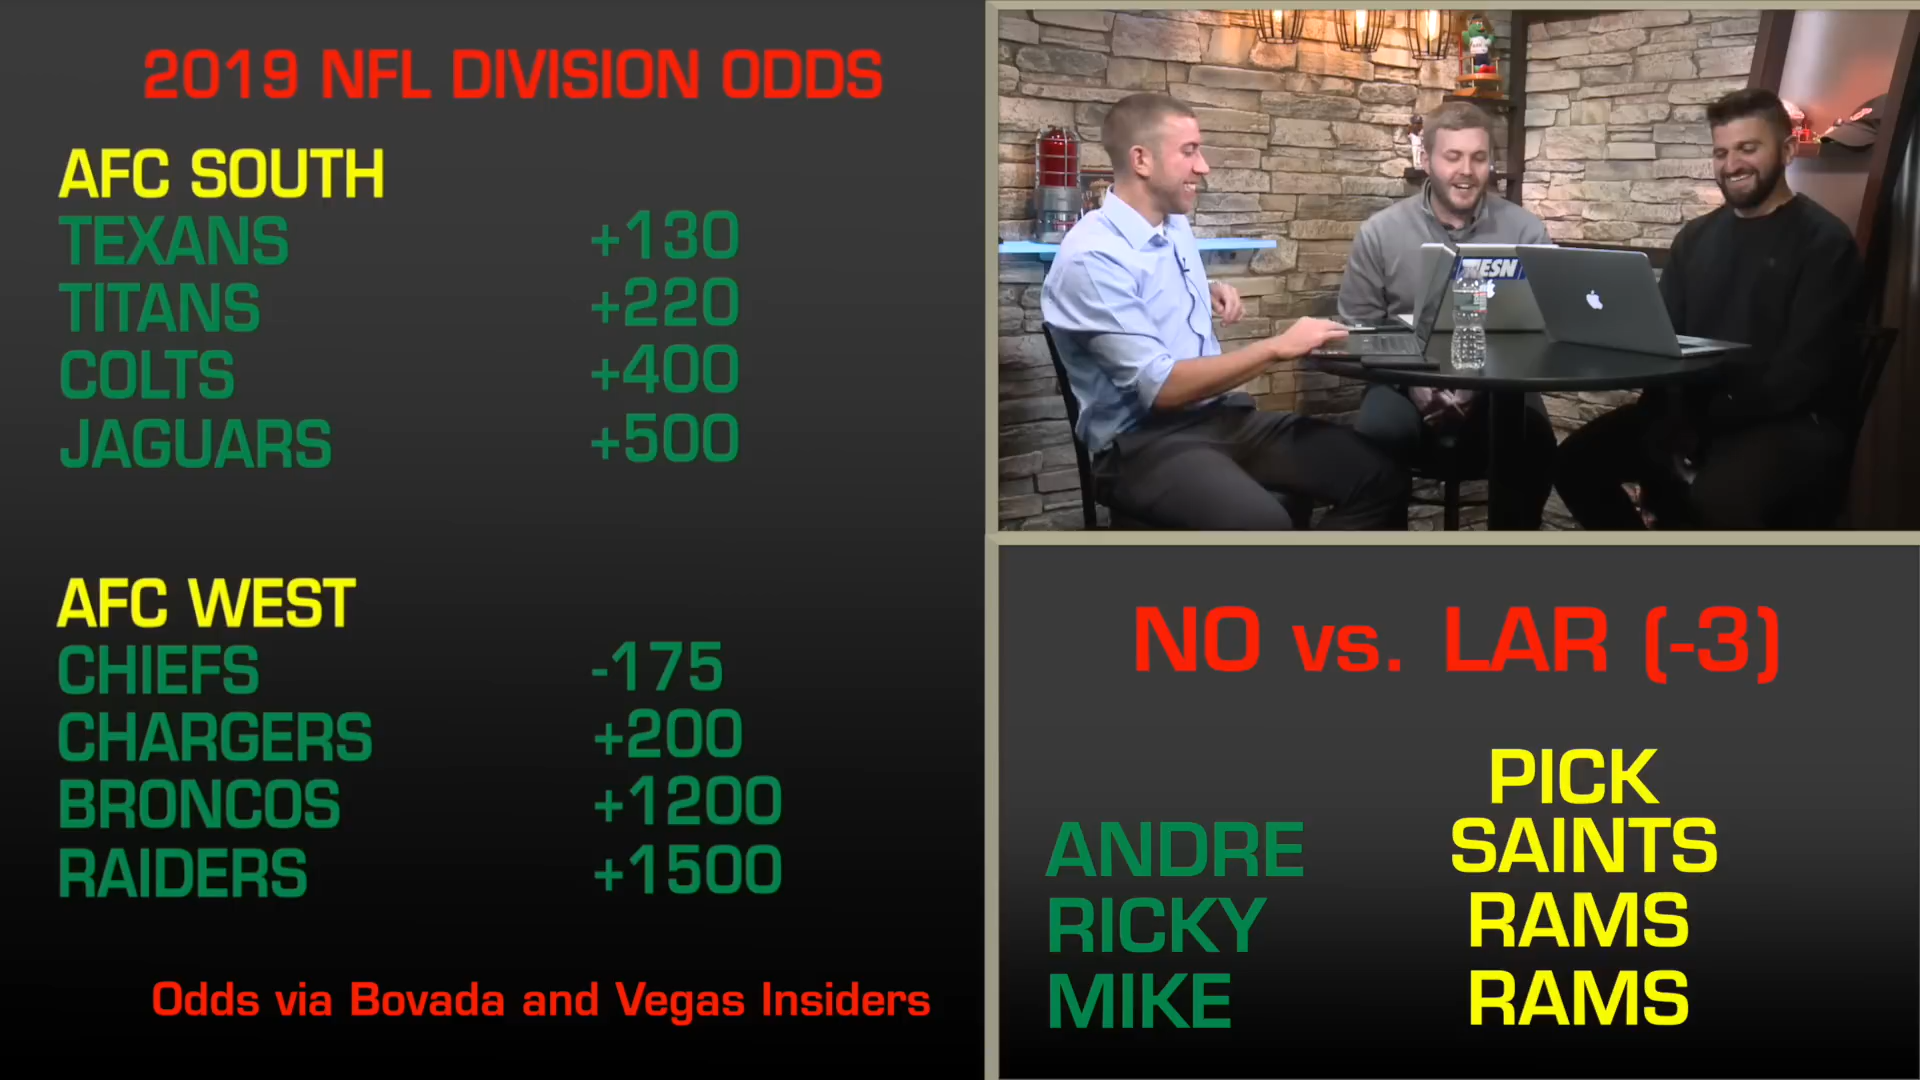 2019 NFL DIVISION ODDS
AFC SOUTH
TEXANS +130
TITANS +220
COLTS +400
JAGUARS +500
AFC WEST
CHIEFS -175
CHARGERS +200
BRONCOS +1200
RAIDERS +1500
Odds via Bovada and Vegas Insiders
NESN
NO vs. LAR (-3)
PICK
ANDRE SAINTS
RICKY RAMS
MIKE RAMS